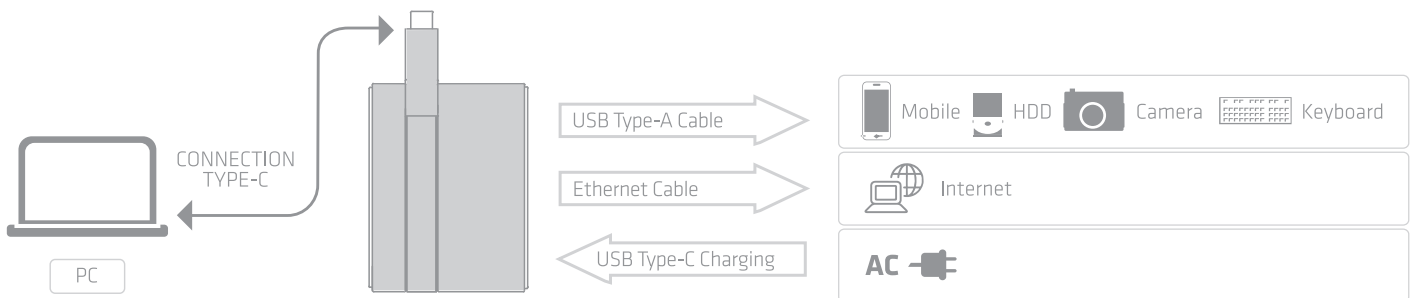 CONNECTION
TYPE-C
PC
USB Type-A Cable
Ethernet Cable
USB Type-C Charging
Mobile HDD Camera Keyboard
Internet
AC